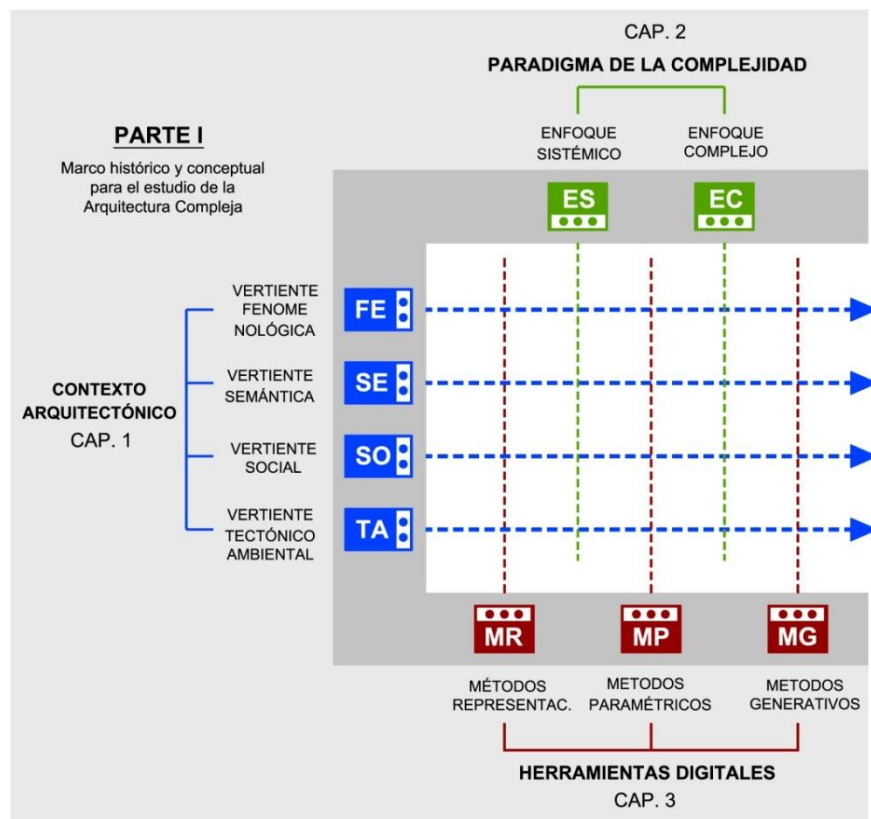 CAP. 2
PARADIGMA DE LA COMPLEJIDAD
PARTE I
Marco histórico y conceptual
para el estudio de la
Arquitectura Compleja
ENFOQUE
SISTÉMICO
ENFOQUE
COMPLEJO
ES
EC
CONTEXTO
ARQUITECTÓNICO
CAP. 1
VERTIENTE
FENOME
NOLÓGICA
FE
VERTIENTE
SEMÁNTICA
SE
VERTIENTE
SOCIAL
SO
VERTIENTE
TECTÓNICO
AMBIENTAL
TA
MR
MP
MG
MÉTODOS
REPRESENTAC.
METODOS
PARAMÉTRICOS
METODOS
GENERATIVOS
HERRAMIENTAS DIGITALES
CAP. 3